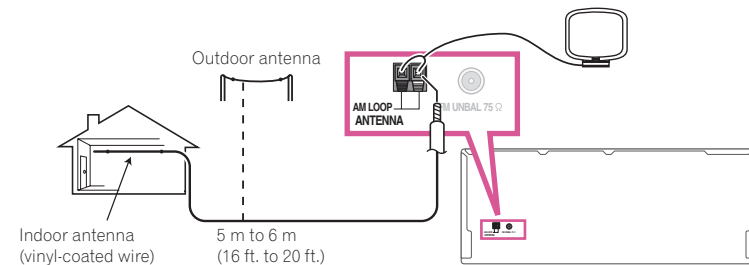 Outdoor antenna
AM LOOP
ANTENNA
FM UNBAL 75 Ω
Indoor antenna
(vinyl-coated wire)
5 m to 6 m
(16 ft. to 20 ft.)